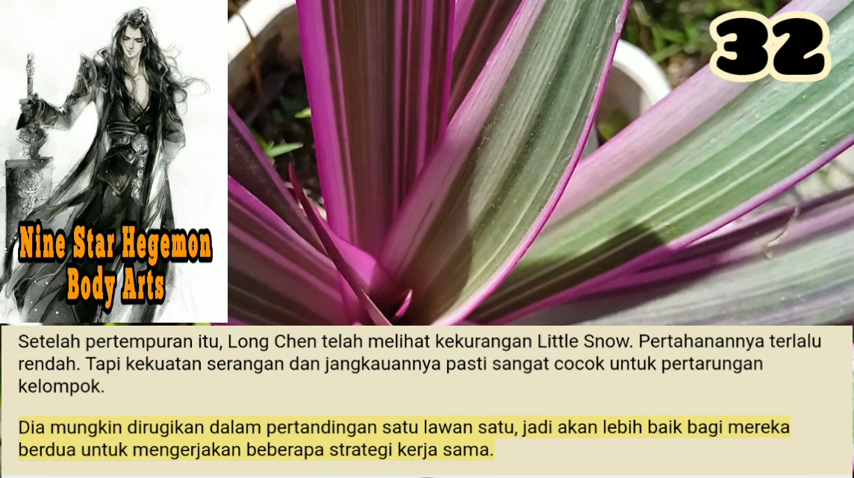 32
Nine Star Hegemon
Body Arts
Setelah pertempuran itu, Long Chen telah melihat kekurangan Little Snow. Pertahanannya terlalu
rendah. Tapi kekuatan serangan dan jangkauannya pasti sangat cocok untuk pertarungan
kelompok.
Dia mungkin dirugikan dalam pertandingan satu lawan satu, jadi akan lebih baik bagi mereka
berdua untuk mengerjakan beberapa strategi kerja sama.